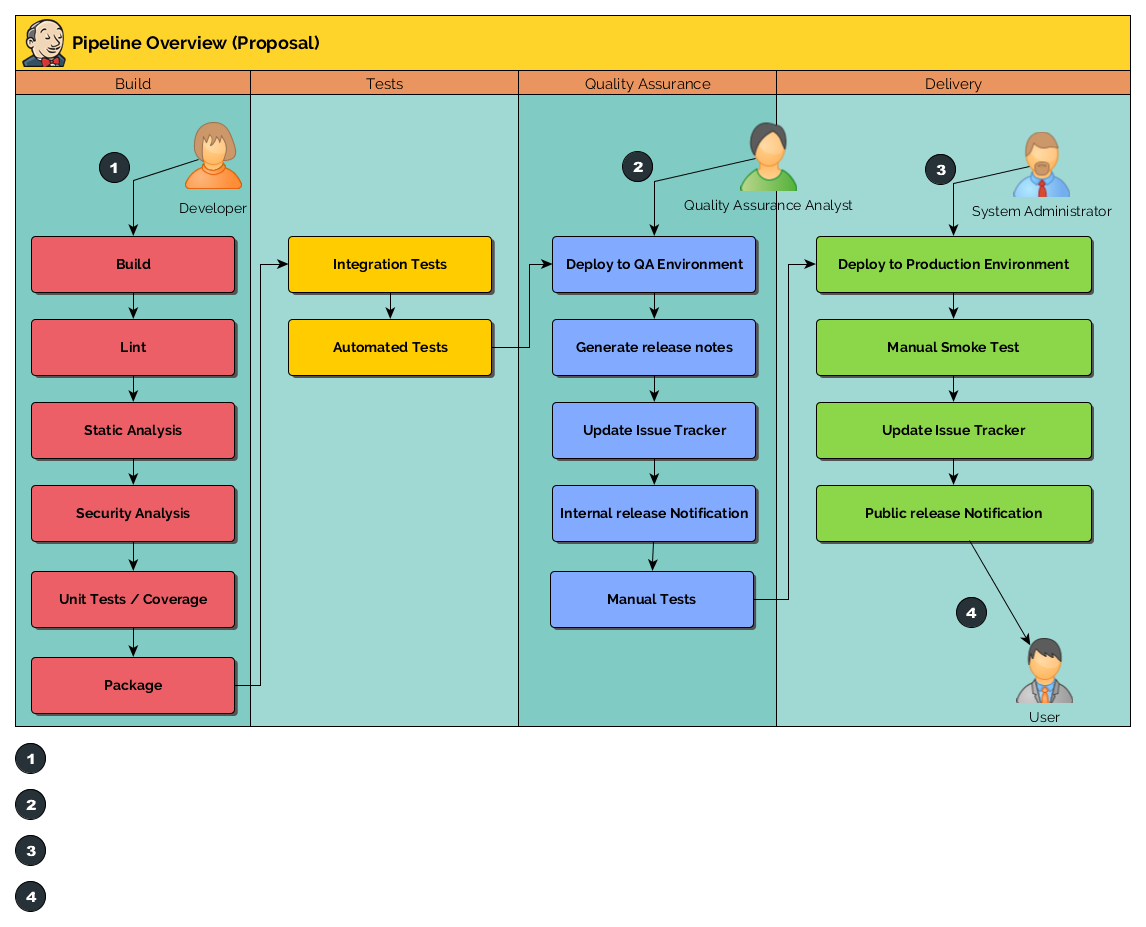 Pipeline Overview (Proposal)
Build
Tests
Quality Assurance
Delivery
1
Developer
2
Quality Assurance Analyst
3
System Administrator
Build
Lint
Static Analysis
Security Analysis
Unit Tests / Coverage
Package
Integration Tests
Automated Tests
Deploy to QA Environment
Generate release notes
Update Issue Tracker
Internal release Notification
Manual Tests
Deploy to Production Environment
Manual Smoke Test
Update Issue Tracker
Public release Notification
4
User
1
2
3
4